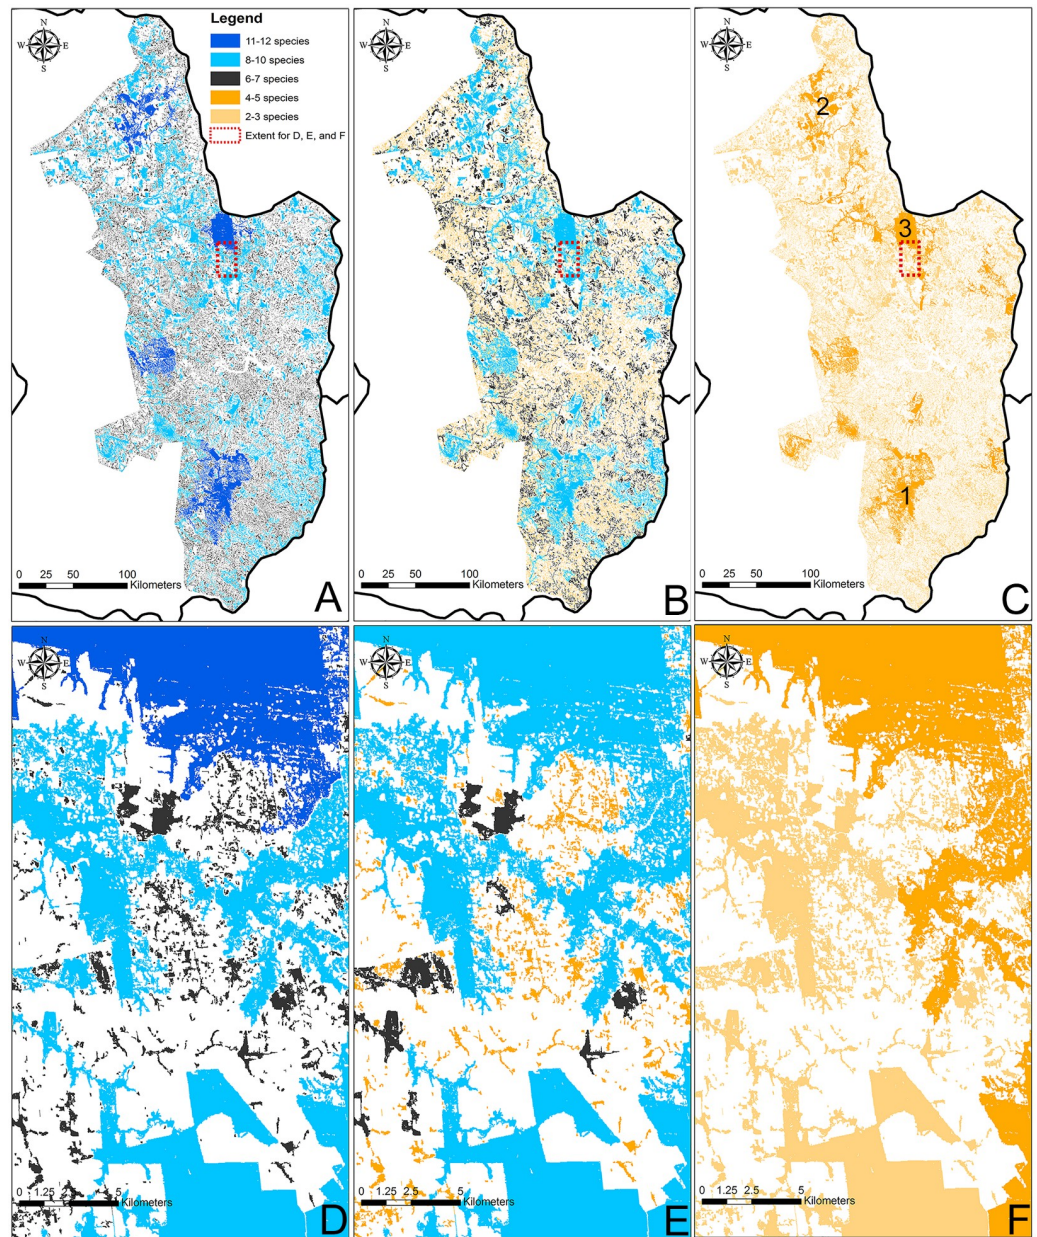 Legend
11-12 species
8-10 species
6-7 species
4-5 species
2-3 species
Extent for D, E, and F
N
W E
S
0 25 50 100
Kilometers
A
N
W E
S
0 25 50 100
Kilometers
B
N
W E
S
2
3
1
0 25 50 100
Kilometers
C
N
W E
S
0 1.25 2.5 5
Kilometers
D
N
W E
S
0 1.25 2.5 5
Kilometers
E
N
W E
S
0 1.25 2.5 5
Kilometers
F